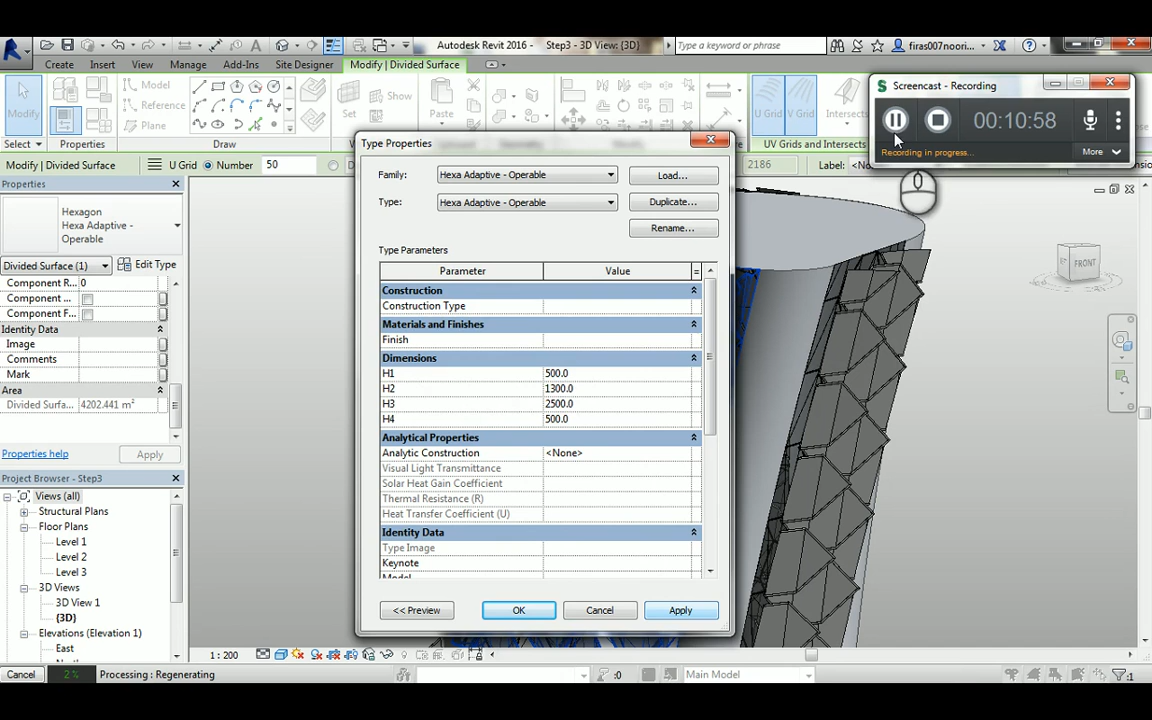 Autodesk Revit 2016 - Step3 - 3D View: {3D}
Type a keyword or phrase
firas007noori...
Create Insert View Manage Add-Ins Site Designer Modify | Divided Surface
Screencast - Recording
00:10:58
Recording in progress...
More
Modify
Model
Reference
Plane
Set
Show
Paste
U Grid V Grid Intersects
Select
Draw
UV Grids and Intersects
Modify | Divided Surface
U Grid
Number
50
2186
Label:
Properties
Hexagon
Hexa Adaptive -
Operable
Divided Surface (1)
Edit Type
Component R... 0
Component ...
Component F...
Identity Data
Image
Comments
Mark
Area
Divided Surfa... 4202.441 m²
Properties help
Apply
Project Browser - Step3
Views (all)
Structural Plans
Floor Plans
Level 1
Level 2
Level 3
3D Views
3D View 1
{3D}
Elevations (Elevation 1)
East
Type Properties
Family: Hexa Adaptive - Operable Load...
Type: Hexa Adaptive - Operable Duplicate...
Rename...
Type Parameters
Parameter Value =
Construction
Construction Type
Materials and Finishes
Finish
Dimensions
H1 500.0
H2 1300.0
H3 2500.0
H4 500.0
Analytical Properties
Analytic Construction <None>
Visual Light Transmittance
Solar Heat Gain Coefficient
Thermal Resistance (R)
Heat Transfer Coefficient (U)
Identity Data
Type Image
Keynote
Model
<< Preview OK Cancel Apply
FRONT
1 : 200
Cancel 2 % Processing : Regenerating
:0
Main Model
:1